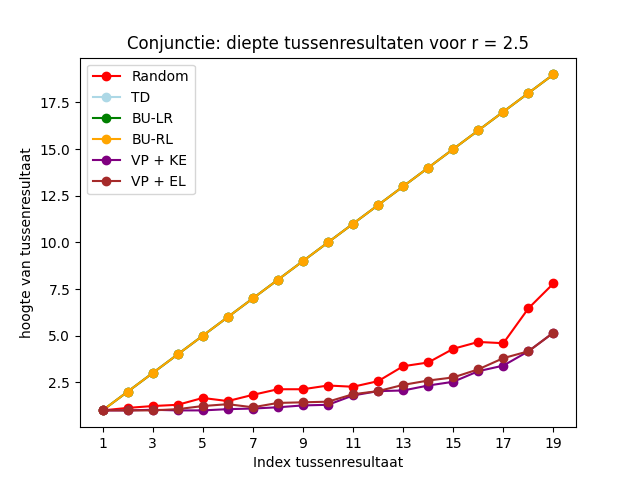 Conjunctie: diepte tussenresultaten voor r = 2.5
Random
TD
BU-LR
BU-RL
VP + KE
VP + EL
hoogte van tussenresultaat
17.5
15.0
12.5
10.0
7.5
5.0
2.5
1 3 5 7 9 11 13 15 17 19
Index tussenresultaat